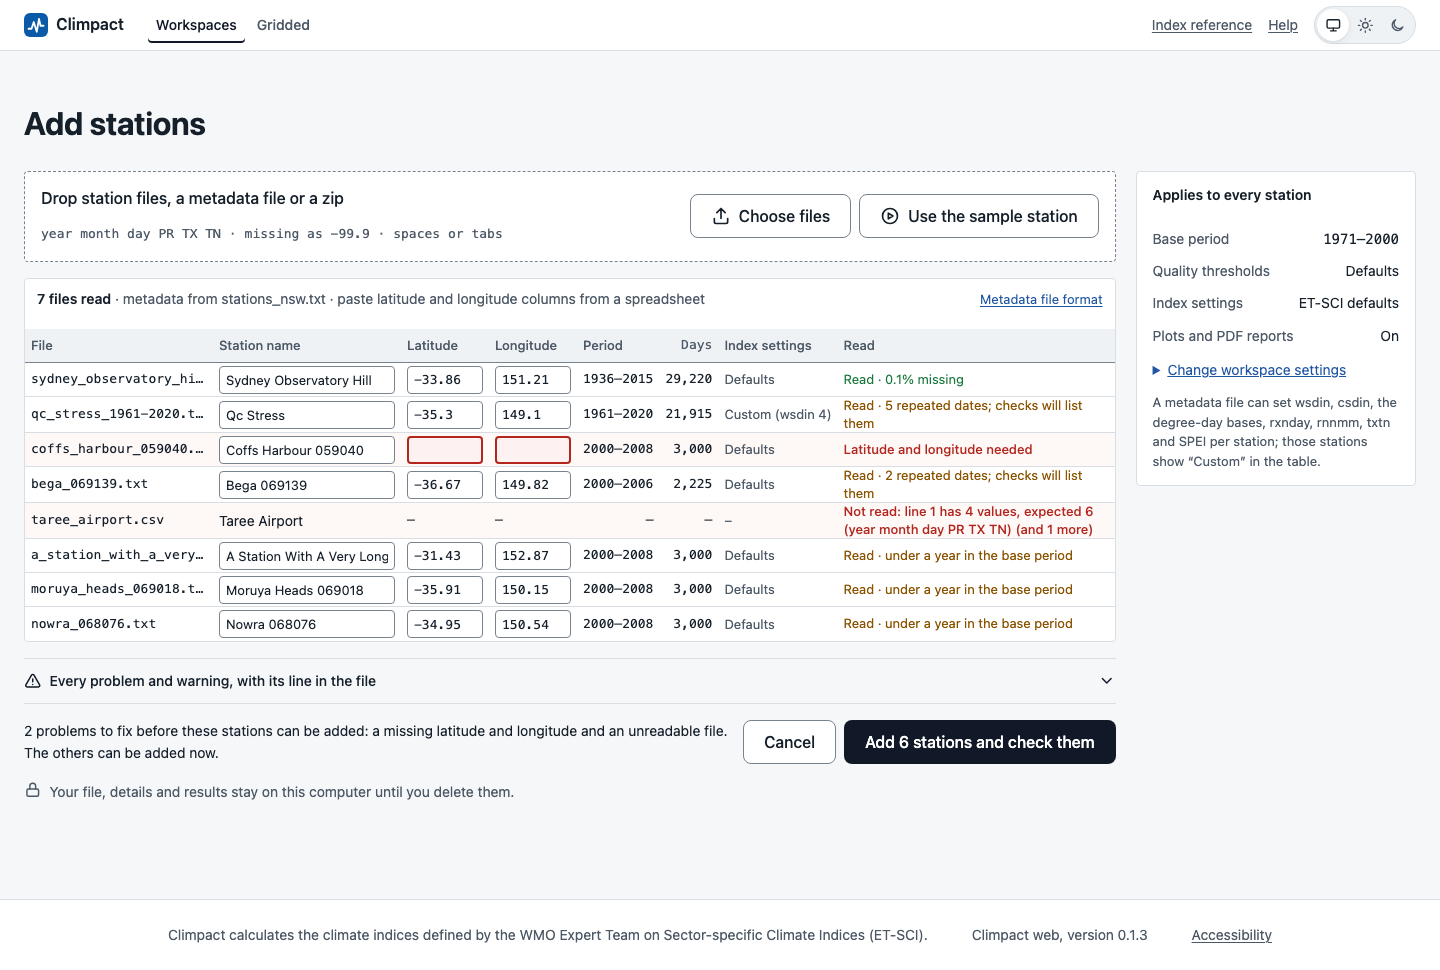 Climpact
Workspaces
Gridded
Index reference
Help
Add stations
Drop station files, a metadata file or a zip
year month day PR TX TN · missing as −99.9 · spaces or tabs
Choose files
Use the sample station
7 files read · metadata from stations_nsw.txt · paste latitude and longitude columns from a spreadsheet
Metadata file format
File Station name Latitude Longitude Period Days Index settings Read
sydney_observatory_hi… Sydney Observatory Hill −33.86 151.21 1936–2015 29,220 Defaults Read · 0.1% missing
qc_stress_1961–2020.t… Qc Stress −35.3 149.1 1961–2020 21,915 Custom (wsdin 4) Read · 5 repeated dates; checks will list
them
coffs_harbour_059040.… Coffs Harbour 059040 2000–2008 3,000 Defaults Latitude and longitude needed
bega_069139.txt Bega 069139 −36.67 149.82 2000–2006 2,225 Defaults Read · 2 repeated dates; checks will list
them
taree_airport.csv Taree Airport – – – – – Not read: line 1 has 4 values, expected 6
(year month day PR TX TN) (and 1 more)
a_station_with_a_very… A Station With A Very Long −31.43 152.87 2000–2008 3,000 Defaults Read · under a year in the base period
moruya_heads_069018.t… Moruya Heads 069018 −35.91 150.15 2000–2008 3,000 Defaults Read · under a year in the base period
nowra_068076.txt Nowra 068076 −34.95 150.54 2000–2008 3,000 Defaults Read · under a year in the base period
Every problem and warning, with its line in the file
2 problems to fix before these stations can be added: a missing latitude and longitude and an unreadable file.
The others can be added now.
Cancel
Add 6 stations and check them
Your file, details and results stay on this computer until you delete them.
Applies to every station
Base period 1971–2000
Quality thresholds Defaults
Index settings ET-SCI defaults
Plots and PDF reports On
Change workspace settings
A metadata file can set wsdin, csdin, the
degree-day bases, rxnday, rnnmm, txtn
and SPEI per station; those stations
show “Custom” in the table.
Climpact calculates the climate indices defined by the WMO Expert Team on Sector-specific Climate Indices (ET-SCI).
Climpact web, version 0.1.3
Accessibility